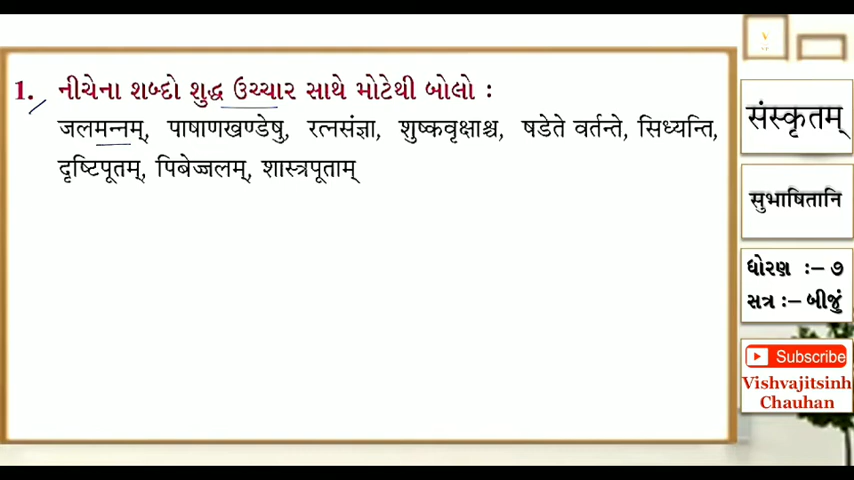 1. નીચેના શબ્દો શુદ્ધ ઉચ્ચાર સાથે મોટેથી બોલો :
जलमन्नम्, पाषाणखण्डेषु, रत्नसंज्ञा, शुष्कवृक्षाश्च, षडेते वर्तन्ते, सिध्यन्ति,
दृष्टिपूतम्, पिबेज्जलम्, शास्त्रपूताम्
संस्कृतम्
सुभाषितानि
ધોરણ :– ૭
સત્ર :– બીજું
Subscribe
Vishvajitsinh
Chauhan